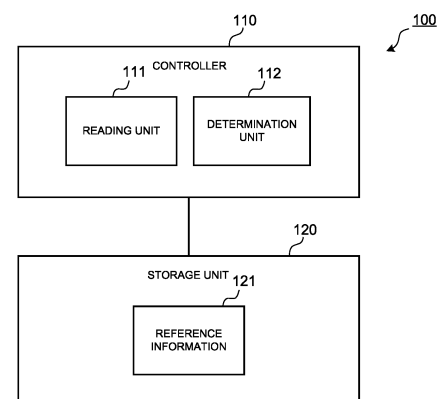 110
100
CONTROLLER
111
112
READING UNIT
DETERMINATION
UNIT
120
STORAGE UNIT
121
REFERENCE
INFORMATION